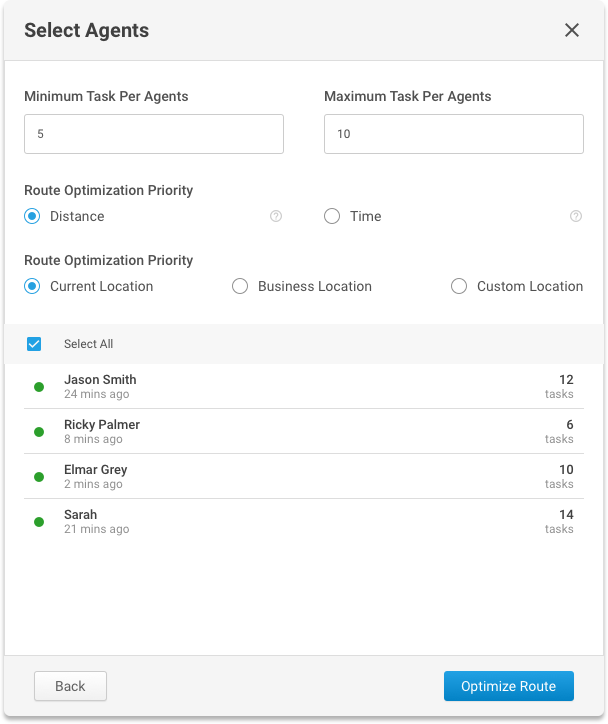 Select Agents
Minimum Task Per Agents
Maximum Task Per Agents
5
10
Route Optimization Priority
Distance
?
Time
?
Route Optimization Priority
Current Location
Business Location
Custom Location
Select All
Jason Smith
12
24 mins ago
tasks
Ricky Palmer
6
8 mins ago
tasks
Elmar Grey
10
2 mins ago
tasks
Sarah
14
21 mins ago
tasks
Back
Optimize Route